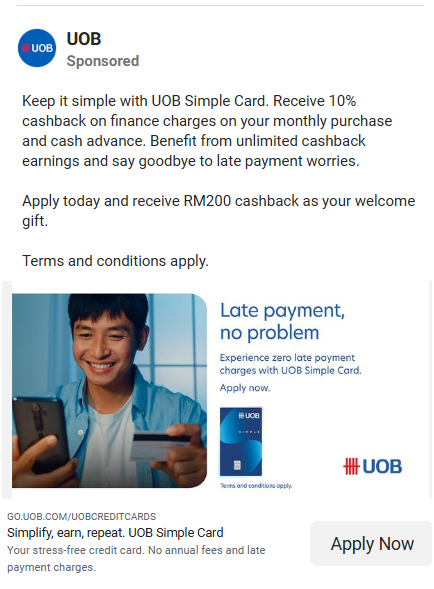 UOB
UOB
Sponsored
Keep it simple with UOB Simple Card. Receive 10%
cashback on finance charges on your monthly purchase
and cash advance. Benefit from unlimited cashback
earnings and say goodbye to late payment worries.
Apply today and receive RM200 cashback as your welcome
gift.
Terms and conditions apply.
Late payment,
no problem
Experience zero late payment
charges with UOB Simple Card.
Apply now.
UOB
SIMPLE
UOB
Terms and conditions apply.
GO.UOB.COM/UOBCREDITCARDS
Simplify, earn, repeat. UOB Simple Card
Your stress-free credit card. No annual fees and late
payment charges.
Apply Now